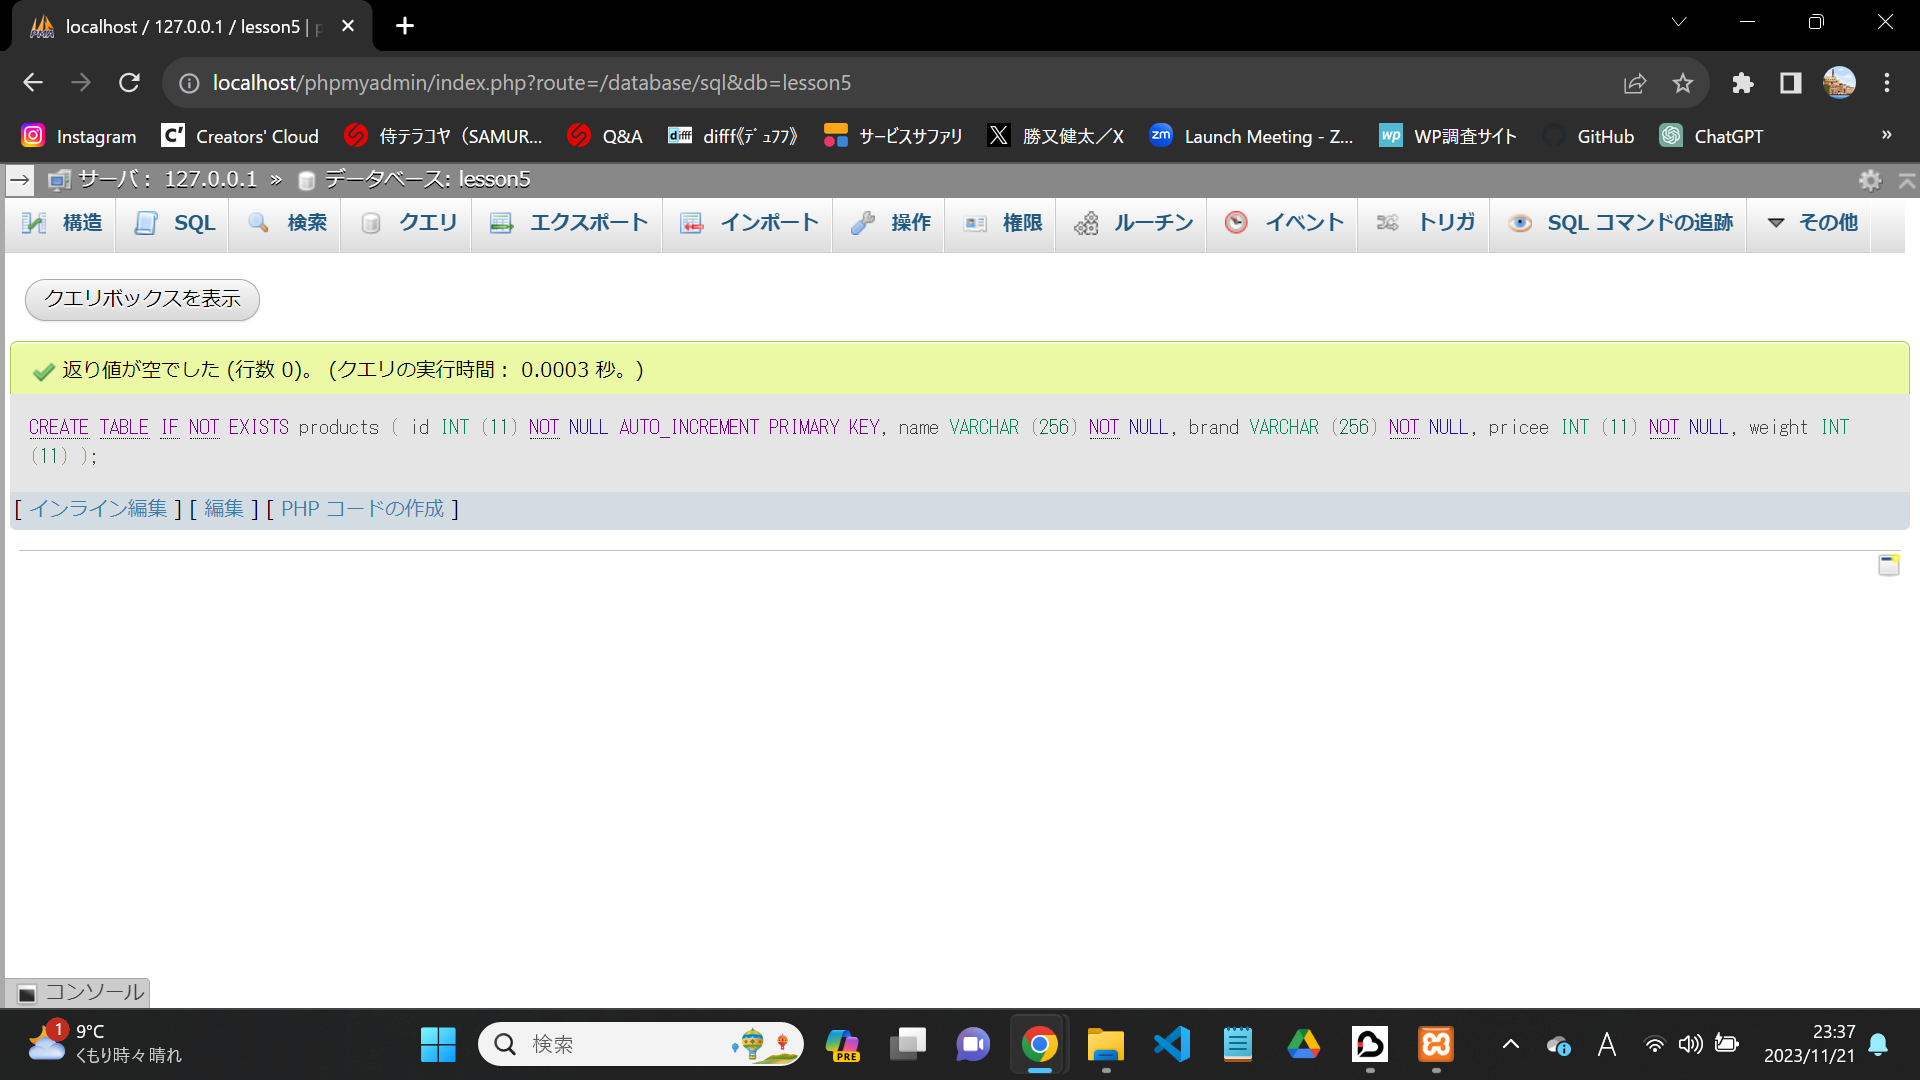 localhost / 127.0.0.1 / lesson5 |
localhost/phpmyadmin/index.php?route=/database/sql&db=lesson5
Instagram
C' Creators' Cloud
侍テラコヤ（SAMUR...
Q&A
diff difff《ﾃﾞｭﾌﾌ》
サービスサファリ
X 勝又健太／X
zm Launch Meeting - Z...
wp WP調査サイト
GitHub
ChatGPT
»
サーバ： 127.0.0.1 » データベース: lesson5
構造 SQL 検索 クエリ エクスポート インポート 操作 権限 ルーチン イベント トリガ SQL コマンドの追跡 その他
クエリボックスを表示
返り値が空でした (行数 0)。 (クエリの実行時間： 0.0003 秒。)
CREATE TABLE IF NOT EXISTS products ( id INT (11) NOT NULL AUTO_INCREMENT PRIMARY KEY, name VARCHAR (256) NOT NULL, brand VARCHAR (256) NOT NULL, pricee INT (11) NOT NULL, weight INT
(11) );
[ インライン編集 ] [ 編集 ] [ PHP コードの作成 ]
コンソール
1 9°C
くもり時々晴れ
検索
PRE
A
23:37
2023/11/21